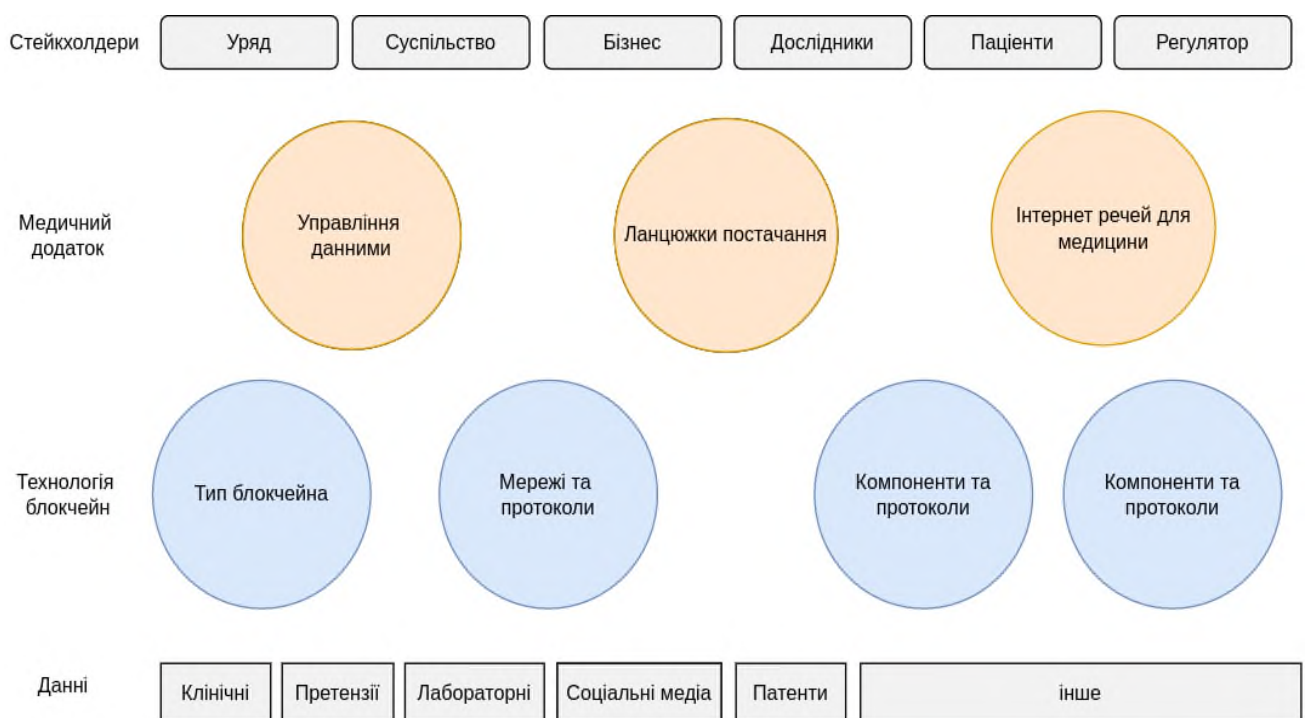 Стейкхолдери
Уряд
Суспільство
Бізнес
Дослідники
Пацієнти
Регулятор
Медичний
додаток
Управління
данними
Ланцюжки постачання
Інтернет речей для
медицини
Технологія
блокчейн
Тип блокчейна
Мережі та
протоколи
Компоненти та
протоколи
Компоненти та
протоколи
Данні
Клінічні
Претензії
Лабораторні
Соціальні медіа
Патенти
інше